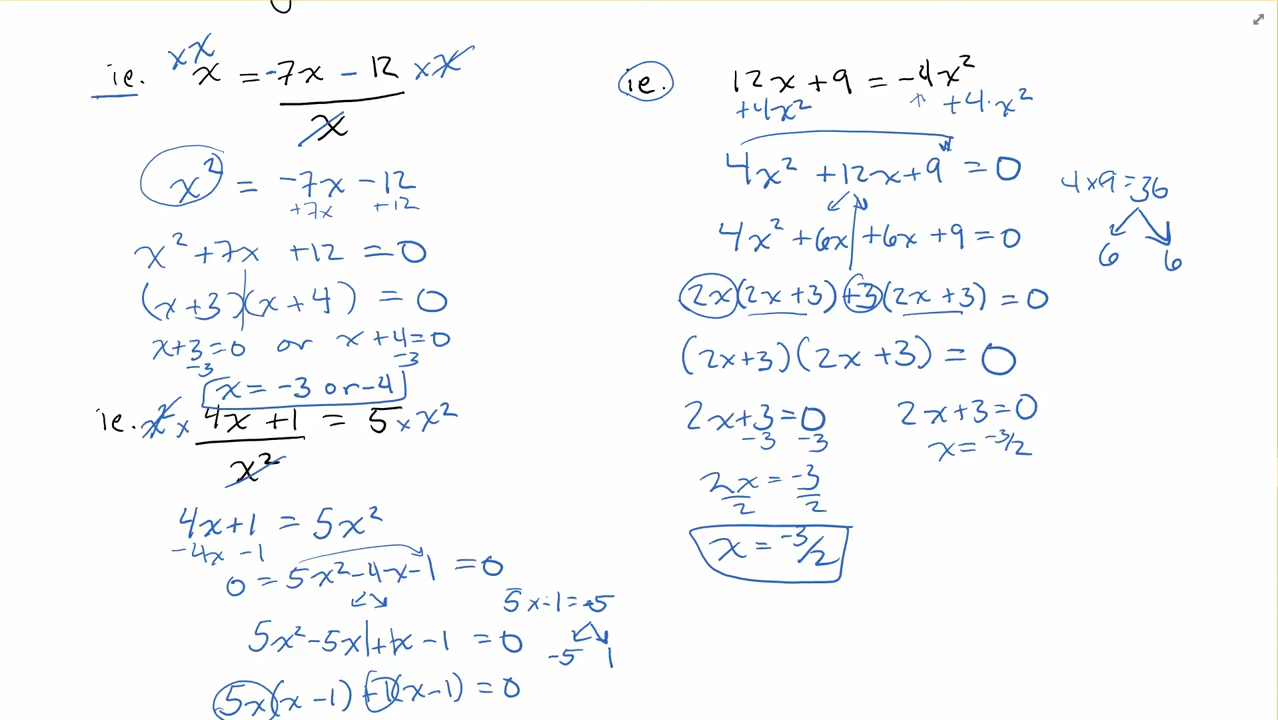 ie. ×x x = -7x - 12 ×x
x
x² = -7x - 12
+7x +12
x² + 7x + 12 = 0
(x+3)(x+4) = 0
x+3=0 or x+4=0
-3 -3
x = -3 or -4
ie. x² × 4x+1 = 5 × x²
x²
4x+1 = 5x²
-4x -1
0 = 5x²-4x-1 = 0
5x-1=-5
5x²-5x+1x-1 = 0
-5 1
5x(x-1)+1(x-1) = 0
ie. 12x+9 = -4x²
+4x² +4·x²
4x² +12x+9 = 0
4×9=36
4x²+6x+6x+9=0
6 6
2x(2x+3)+3(2x+3)=0
(2x+3)(2x+3) = 0
2x+3=0 2x+3=0
-3 -3 x=-3/2
2x = -3
2 2
x = -3/2